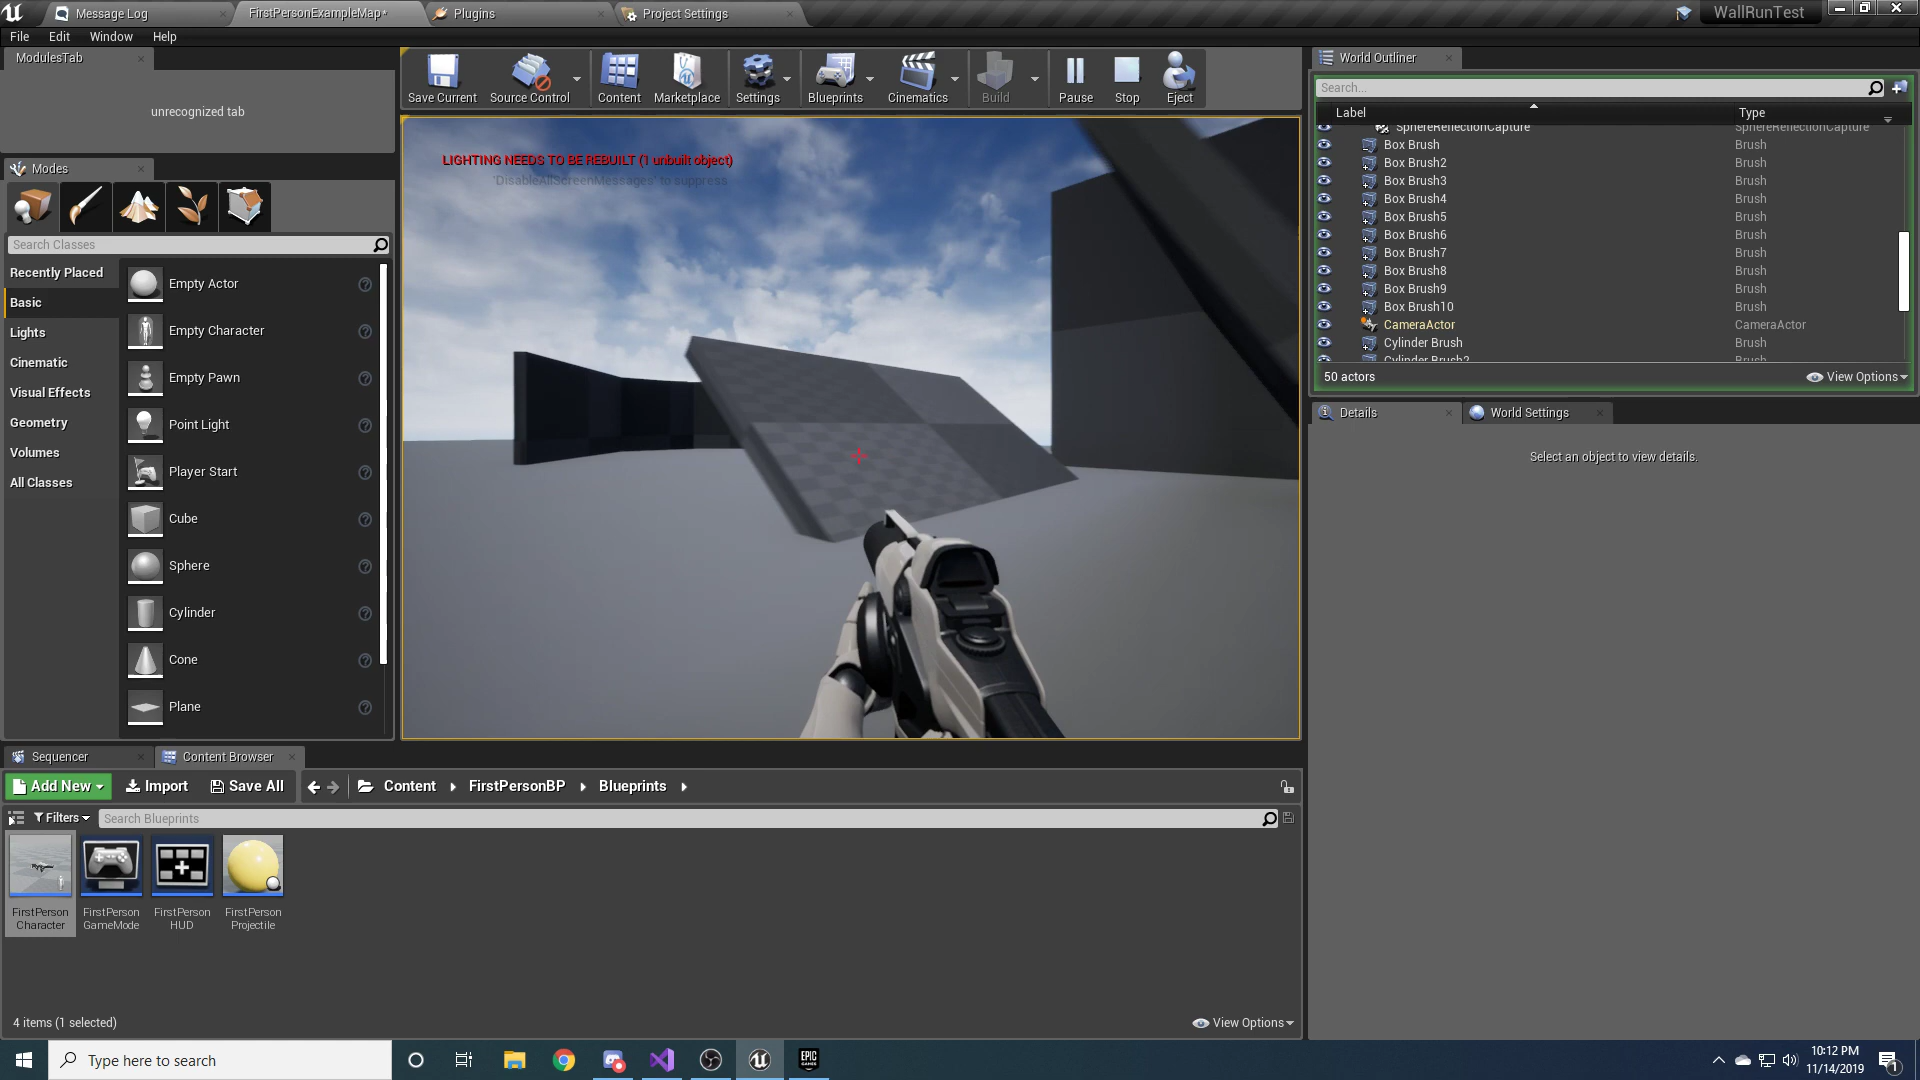 Message Log
FirstPersonExampleMap*
Plugins
Project Settings
WallRunTest
File Edit Window Help
ModulesTab
unrecognized tab
Modes
Search Classes
Recently Placed
Basic
Lights
Cinematic
Visual Effects
Geometry
Volumes
All Classes
Empty Actor
Empty Character
Empty Pawn
Point Light
Player Start
Cube
Sphere
Cylinder
Cone
Plane
Save Current
Source Control
Content
Marketplace
Settings
Blueprints
Cinematics
Build
Pause
Stop
Eject
LIGHTING NEEDS TO BE REBUILT (1 unbuilt object)
'DisableAllScreenMessages' to suppress
World Outliner
Search...
Label Type
SphereReflectionCapture SphereReflectionCapture
Box Brush Brush
Box Brush2 Brush
Box Brush3 Brush
Box Brush4 Brush
Box Brush5 Brush
Box Brush6 Brush
Box Brush7 Brush
Box Brush8 Brush
Box Brush9 Brush
Box Brush10 Brush
CameraActor CameraActor
Cylinder Brush Brush
Cylinder Brush2 Brush
50 actors
View Options
Details
World Settings
Select an object to view details.
Sequencer
Content Browser
Add New
Import
Save All
Content
FirstPersonBP
Blueprints
Filters
Search Blueprints
FirstPerson
Character
FirstPerson
GameMode
FirstPerson
HUD
FirstPerson
Projectile
4 items (1 selected)
View Options
Type here to search
EPIC
GAMES
10:12 PM
11/14/2019
1